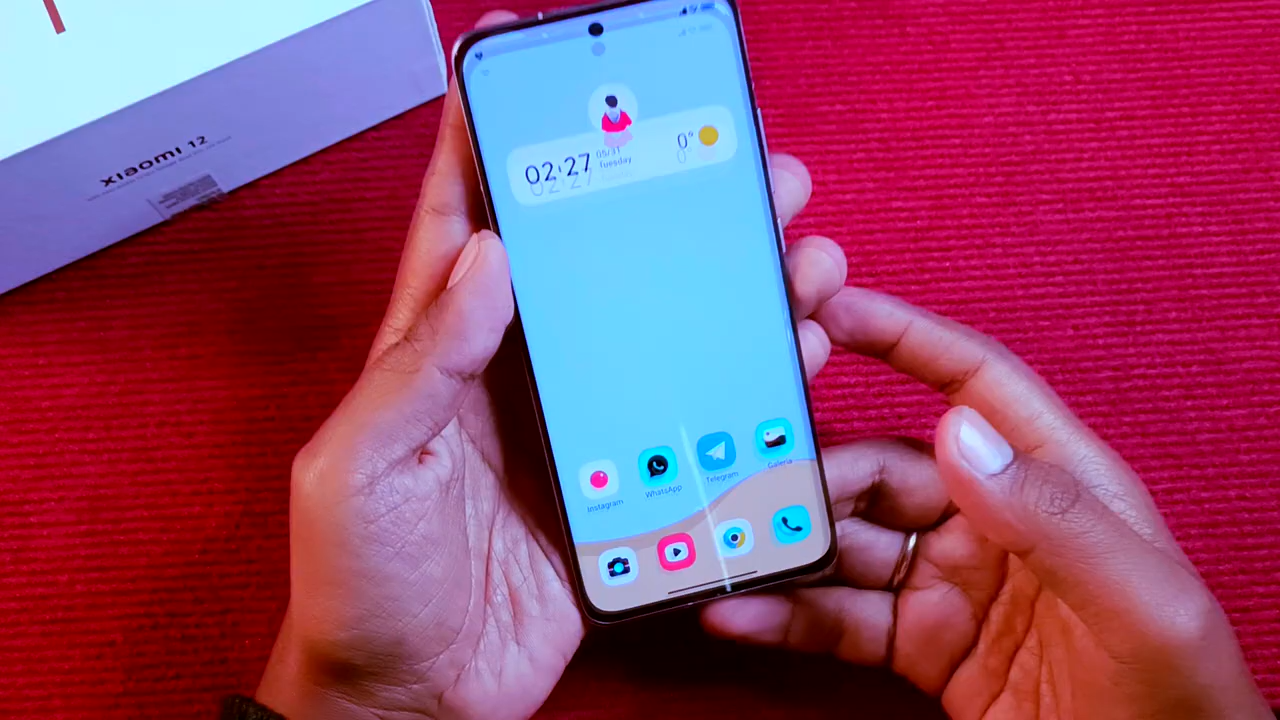 xiaomi 12
02:27
05/31
Tuesday
0°
Instagram
WhatsApp
Telegram
Galeria